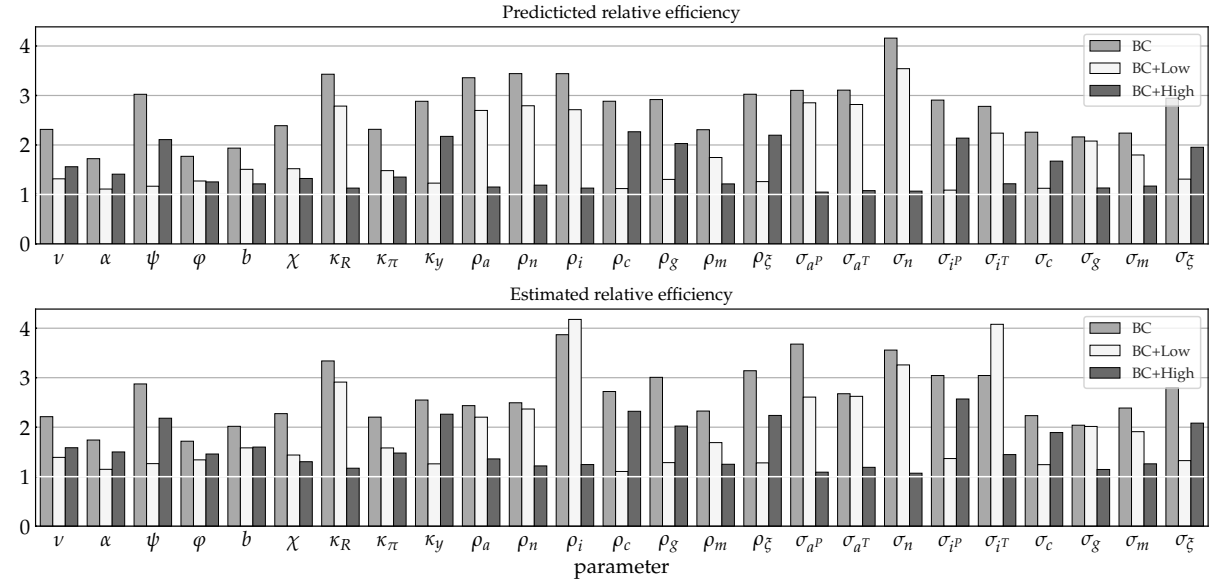 Predicticted relative efficiency
4
3
2
1
0
BC
BC+Low
BC+High
ν α ψ φ b χ κ_R κ_π κ_y ρ_a ρ_n ρ_i ρ_c ρ_g ρ_m ρ_ξ σ_{a^P} σ_{a^T} σ_n σ_{i^P} σ_{i^T} σ_c σ_g σ_m σ_ξ
Estimated relative efficiency
4
3
2
1
0
BC
BC+Low
BC+High
ν α ψ φ b χ κ_R κ_π κ_y ρ_a ρ_n ρ_i ρ_c ρ_g ρ_m ρ_ξ σ_{a^P} σ_{a^T} σ_n σ_{i^P} σ_{i^T} σ_c σ_g σ_m σ_ξ
parameter